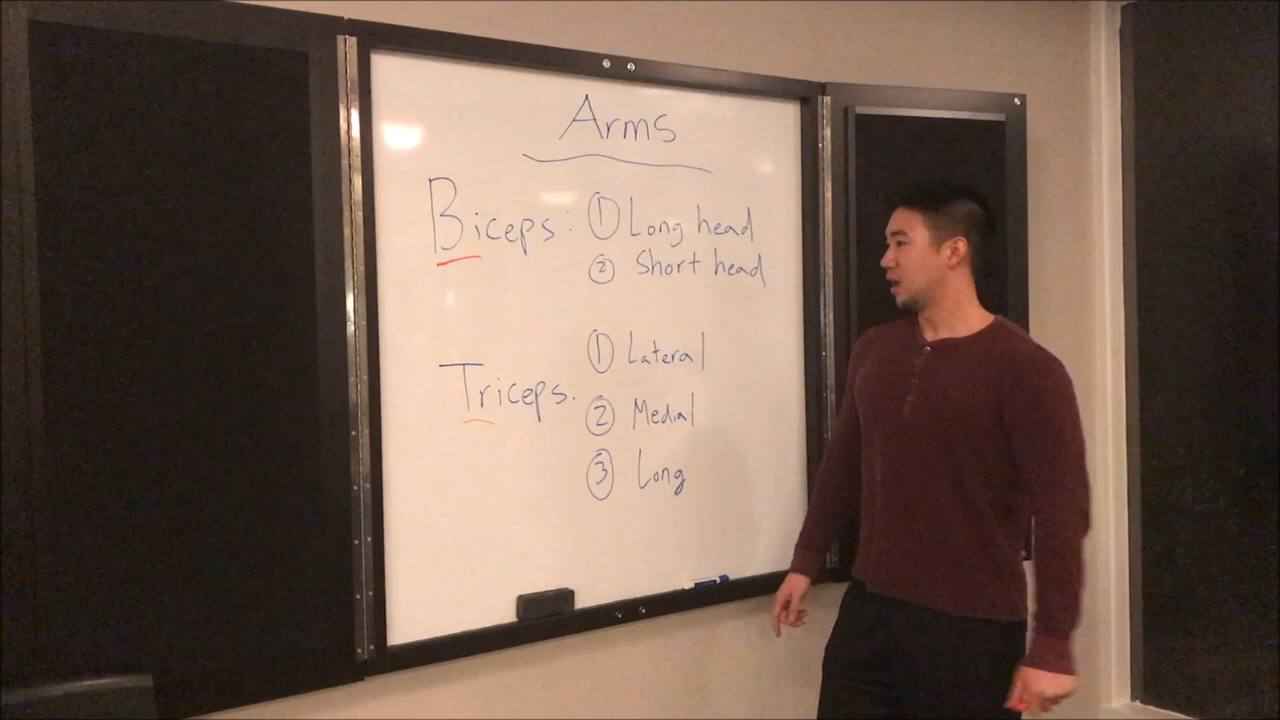 Arms
Biceps: ① Long head
② Short head
① Lateral
Triceps:
② Medial
③ Long